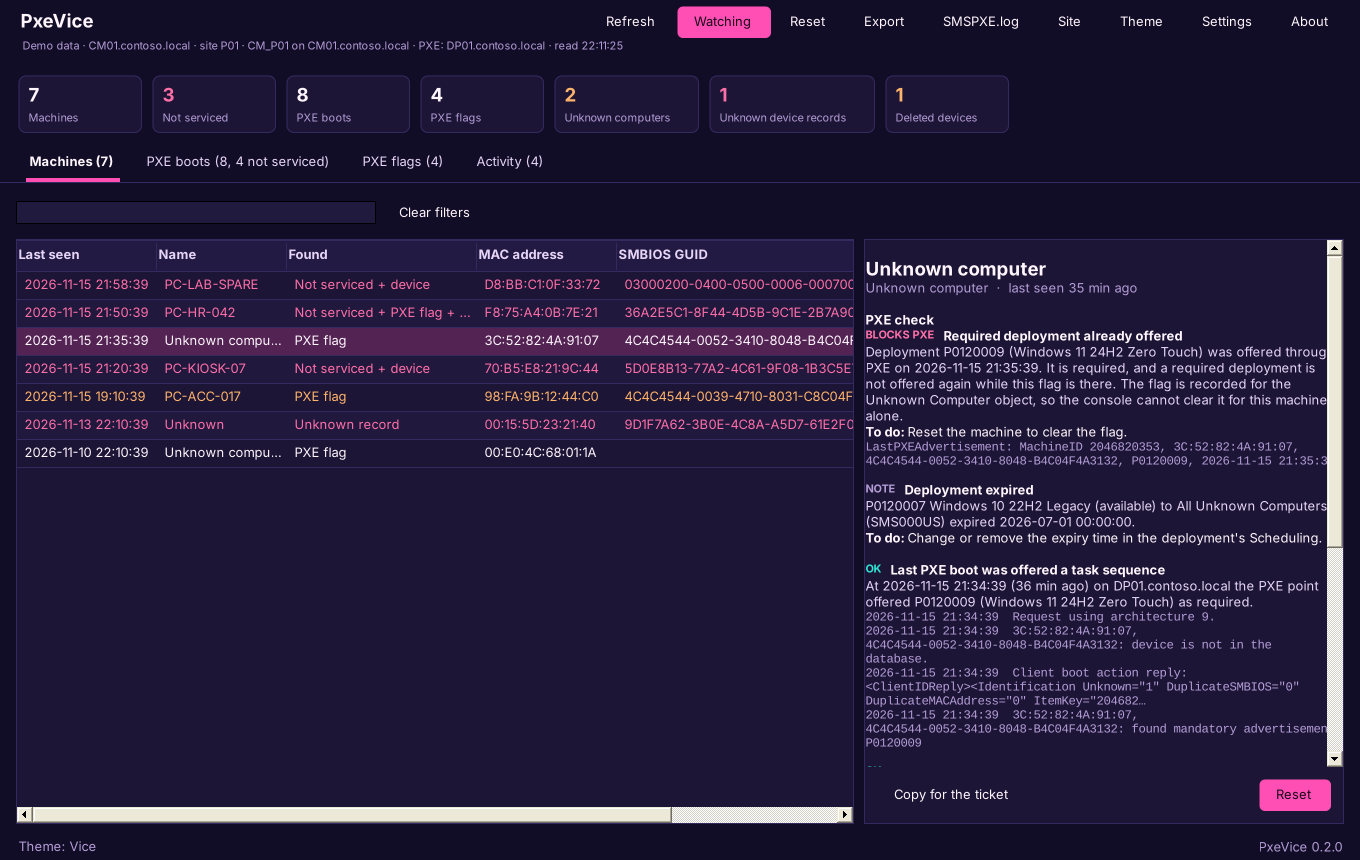 PxeVice
Refresh Watching Reset Export SMSPXE.log Site Theme Settings About
Demo data · CM01.contoso.local · site P01 · CM_P01 on CM01.contoso.local · PXE: DP01.contoso.local · read 22:11:25
7 3 8 4 2 1 1
Machines Not serviced PXE boots PXE flags Unknown computers Unknown device records Deleted devices
Machines (7) PXE boots (8, 4 not serviced) PXE flags (4) Activity (4)
Clear filters
Last seen Name Found MAC address SMBIOS GUID
2026-11-15 21:58:39 PC-LAB-SPARE Not serviced + device D8:BB:C1:0F:33:72 03000200-0400-0500-0006-000700
2026-11-15 21:50:39 PC-HR-042 Not serviced + PXE flag + ... F8:75:A4:0B:7E:21 36A2E5C1-8F44-4D5B-9C1E-2B7A90
2026-11-15 21:35:39 Unknown compu... PXE flag 3C:52:82:4A:91:07 4C4C4544-0052-3410-8048-B4C04F
2026-11-15 21:20:39 PC-KIOSK-07 Not serviced + device 70:B5:E8:21:9C:44 5D0E8B13-77A2-4C61-9F08-1B3C5E
2026-11-15 19:10:39 PC-ACC-017 PXE flag 98:FA:9B:12:44:C0 4C4C4544-0039-4710-8031-C8C04F
2026-11-13 22:10:39 Unknown Unknown record 00:15:5D:23:21:40 9D1F7A62-3B0E-4C8A-A5D7-61E2F0
2026-11-10 22:10:39 Unknown compu... PXE flag 00:E0:4C:68:01:1A
Unknown computer
Unknown computer · last seen 35 min ago
PXE check
BLOCKS PXE Required deployment already offered
Deployment P0120009 (Windows 11 24H2 Zero Touch) was offered throug
PXE on 2026-11-15 21:35:39. It is required, and a required deployment is
not offered again while this flag is there. The flag is recorded for the
Unknown Computer object, so the console cannot clear it for this machine
alone.
To do: Reset the machine to clear the flag.
LastPXEAdvertisement: MachineID 2046820353, 3C:52:82:4A:91:07,
4C4C4544-0052-3410-8048-B4C04F4A3132, P0120009, 2026-11-15 21:35:3
NOTE Deployment expired
P0120007 Windows 10 22H2 Legacy (available) to All Unknown Computers
(SMS000US) expired 2026-07-01 00:00:00.
To do: Change or remove the expiry time in the deployment's Scheduling.
OK Last PXE boot was offered a task sequence
At 2026-11-15 21:34:39 (36 min ago) on DP01.contoso.local the PXE point
offered P0120009 (Windows 11 24H2 Zero Touch) as required.
2026-11-15 21:34:39 Request using architecture 9.
2026-11-15 21:34:39 3C:52:82:4A:91:07,
4C4C4544-0052-3410-8048-B4C04F4A3132: device is not in the
database.
2026-11-15 21:34:39 Client boot action reply:
<ClientIDReply><Identification Unknown="1" DuplicateSMBIOS="0"
DuplicateMACAddress="0" ItemKey="204682…
2026-11-15 21:34:39 3C:52:82:4A:91:07,
4C4C4544-0052-3410-8048-B4C04F4A3132: found mandatory advertisemen
P0120009
Copy for the ticket Reset
Theme: Vice PxeVice 0.2.0